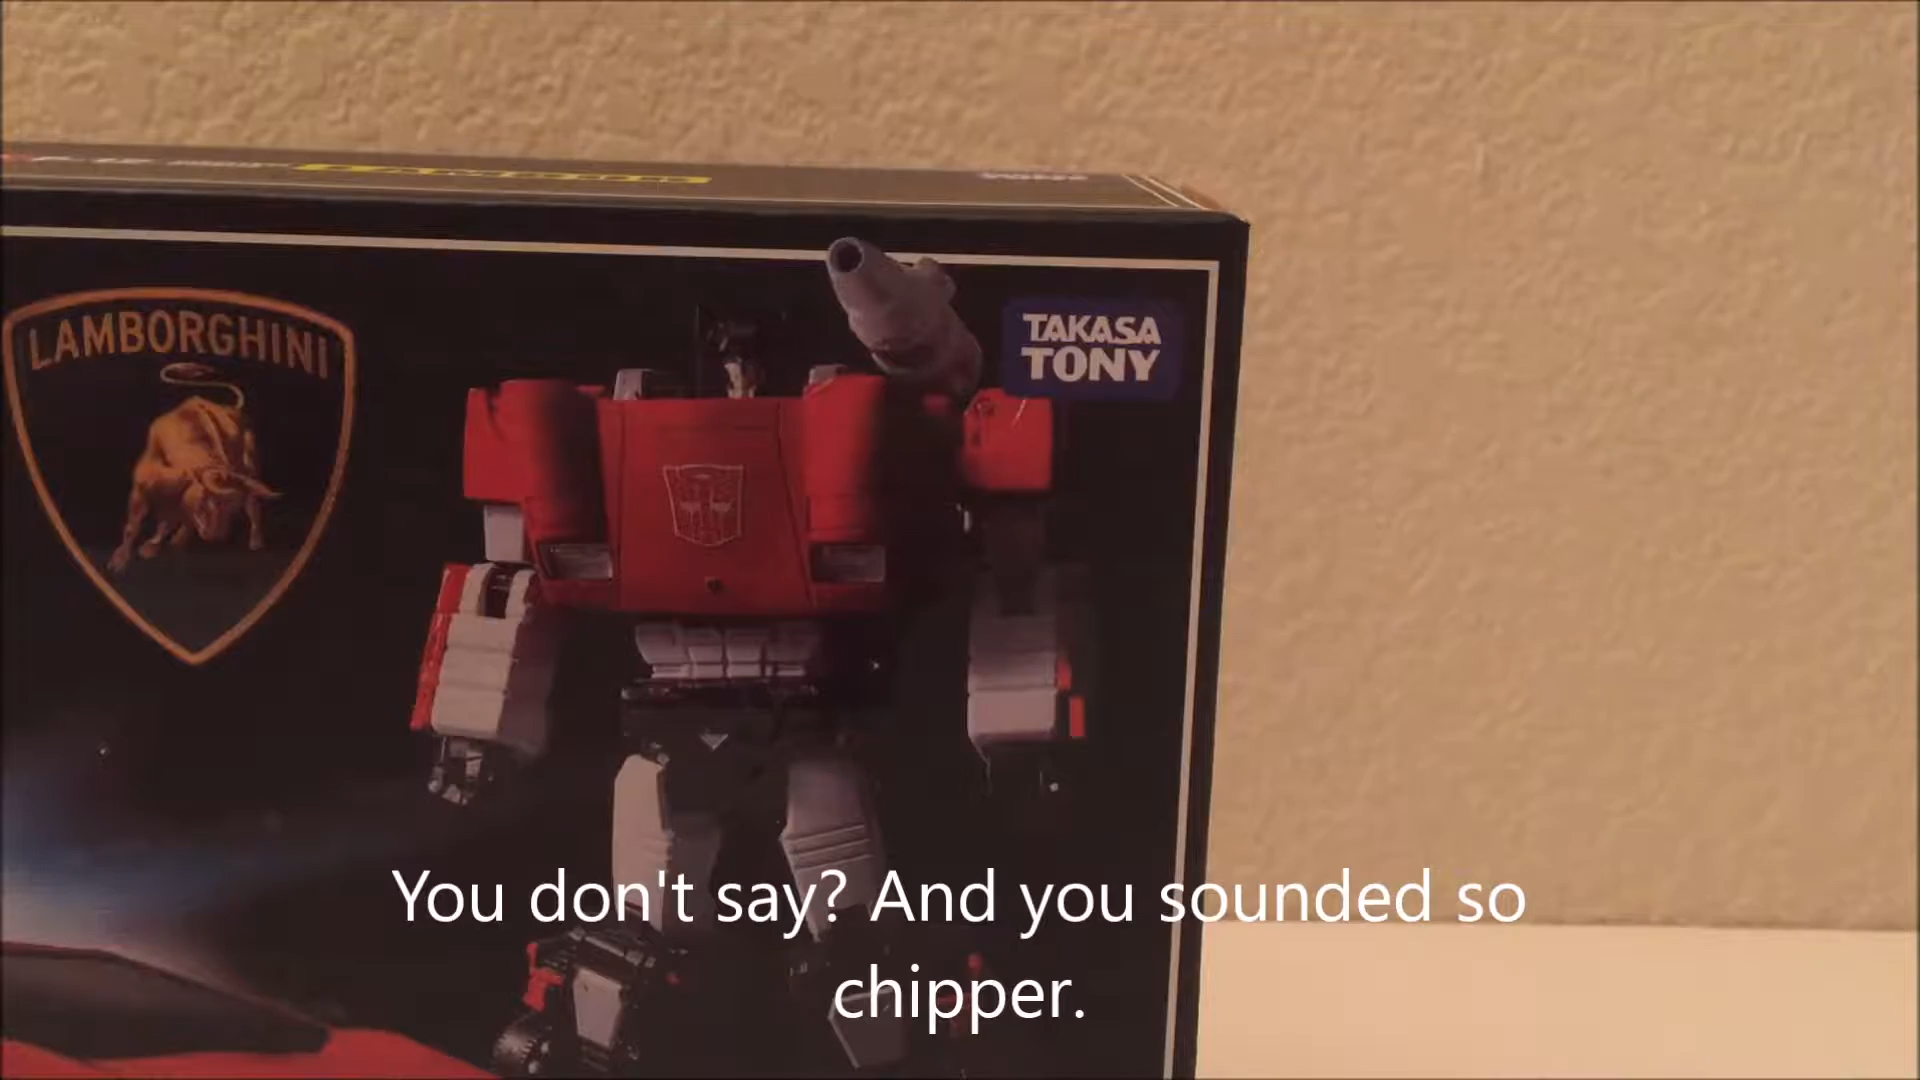 LAMBORGHINI
TAKASA
TONY
You don't say? And you sounded so
chipper.